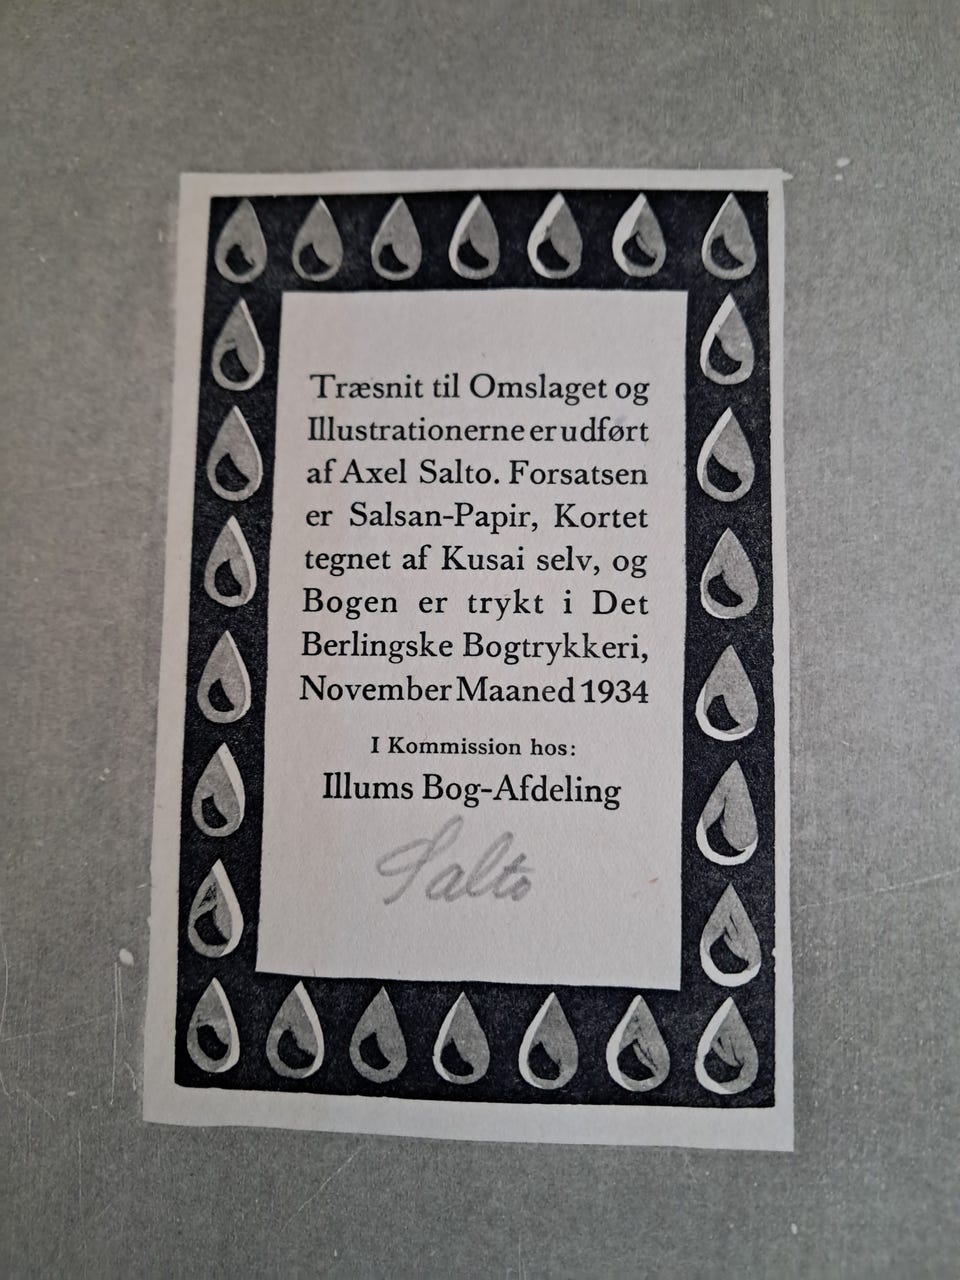 Træsnit til Omslaget og
Illustrationerne er udført
af Axel Salto. Forsatsen
er Salsan-Papir, Kortet
tegnet af Kusai selv, og
Bogen er trykt i Det
Berlingske Bogtrykkeri,
November Maaned 1934
I Kommission hos:
Illums Bog-Afdeling
Salto